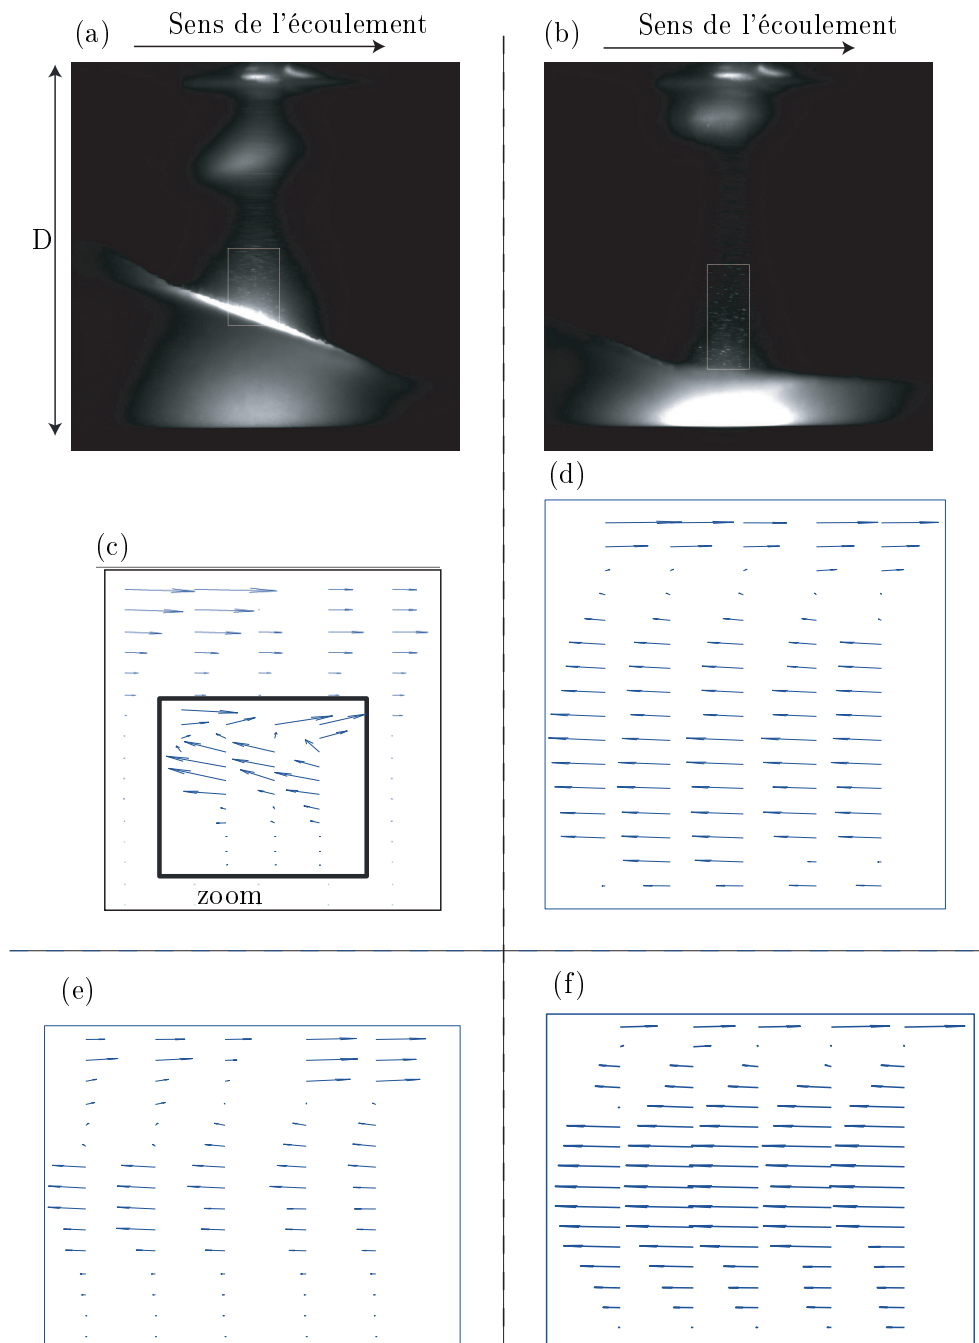 (a)
Sens de l'écoulement
(b)
Sens de l'écoulement
D
(d)
(c)
zoom
(e)
(f)